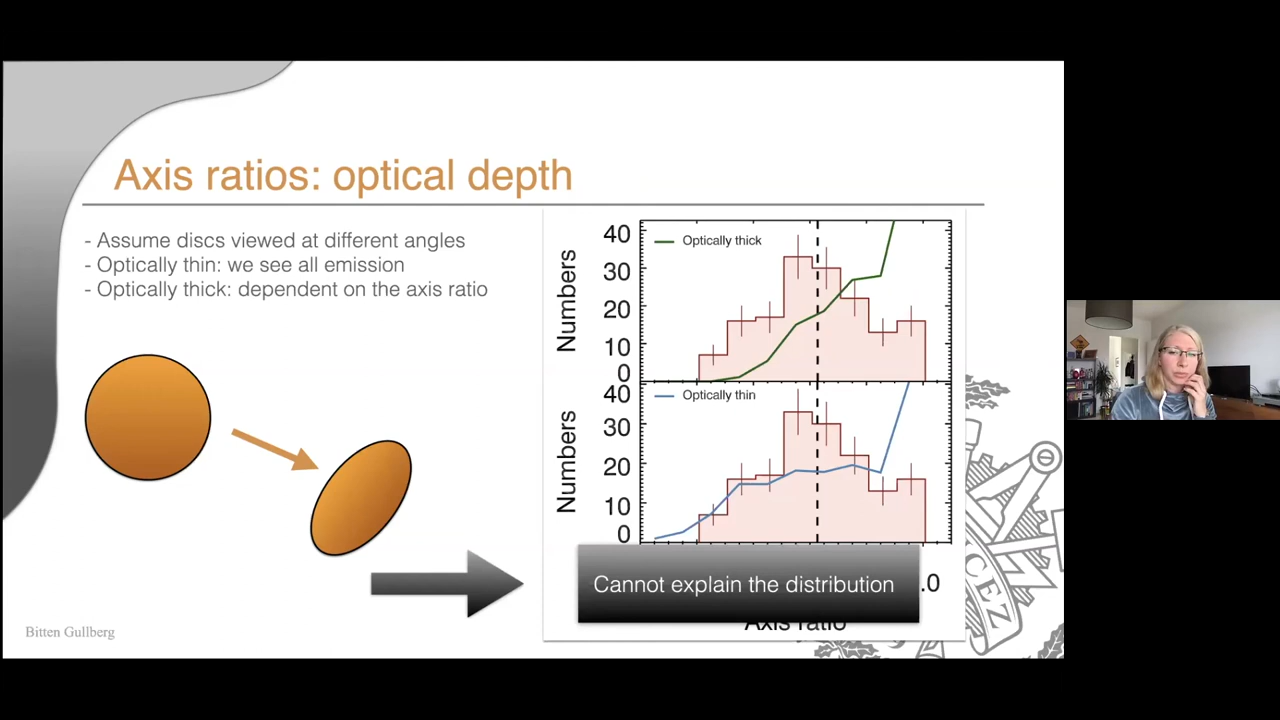 Axis ratios: optical depth
- Assume discs viewed at different angles
- Optically thin: we see all emission
- Optically thick: dependent on the axis ratio
40
Optically thick
30
20
10
0
Numbers
40
Optically thin
30
20
10
0
Numbers
Cannot explain the distribution
.0
Axis ratio
Bitten Gullberg
CEZ